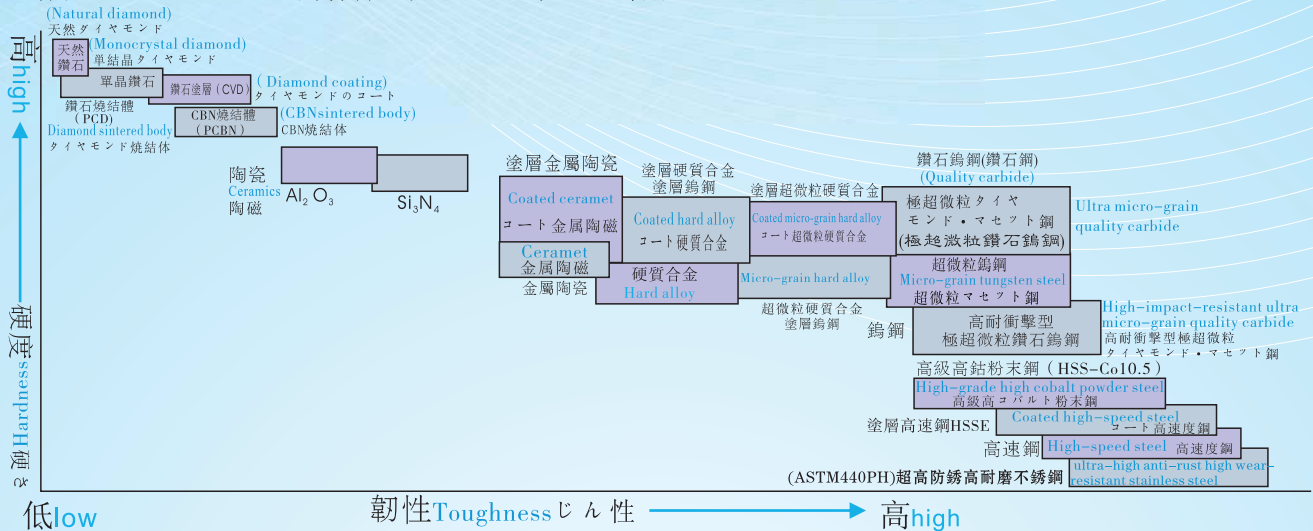 (Natural diamond)
天然ダイヤモンド
天然
鑽石
(Monocrystal diamond)
単結晶タイヤモンド
單晶鑽石
鑽石塗層(CVD)
(Diamond coating)
タイヤモンドのコート
鑽石燒結體
(PCD)
Diamond sintered body
タイヤモンド焼結体
CBN燒結體
(PCBN)
(CBNsintered body)
CBN焼結体
陶瓷
Ceramics
陶磁
Al₂O₃
Si₃N₄
塗層金屬陶瓷
Coated ceramet
コート金属陶磁
Ceramet
金属陶磁
金屬陶瓷
塗層硬質合金
塗層鎢鋼
Coated hard alloy
コート硬質合金
硬質合金
Hard alloy
塗層超微粒硬質合金
Coated micro-grain hard alloy
コート超微粒硬質合金
Micro-grain hard alloy
超微粒硬質合金
塗層鎢鋼
鑽石鎢鋼(鑽石鋼)
(Quality carbide)
極超微粒タイヤ
モンド・マセット鋼
(極超微粒鑽石鎢鋼)
Ultra micro-grain
quality carbide
超微粒鎢鋼
Micro-grain tungsten steel
超微粒マセット鋼
鎢鋼
高耐衝擊型
極超微粒鑽石鎢鋼
High-impact-resistant ultra
micro-grain quality carbide
高耐衝擊型極超微粒
タイヤモンド・マセット鋼
高級高鈷粉末鋼(HSS-Co10.5)
High-grade high cobalt powder steel
高級高コバルト粉末鋼
塗層高速鋼HSSE
Coated high-speed steel
コート高速度鋼
高速鋼
High-speed steel 高速度鋼
(ASTM440PH)超高防銹高耐磨不銹鋼
ultra-high anti-rust high wear-
resistant stainless steel
高high
硬度Hardness硬さ
低low
韌性Toughnessじん性
高high